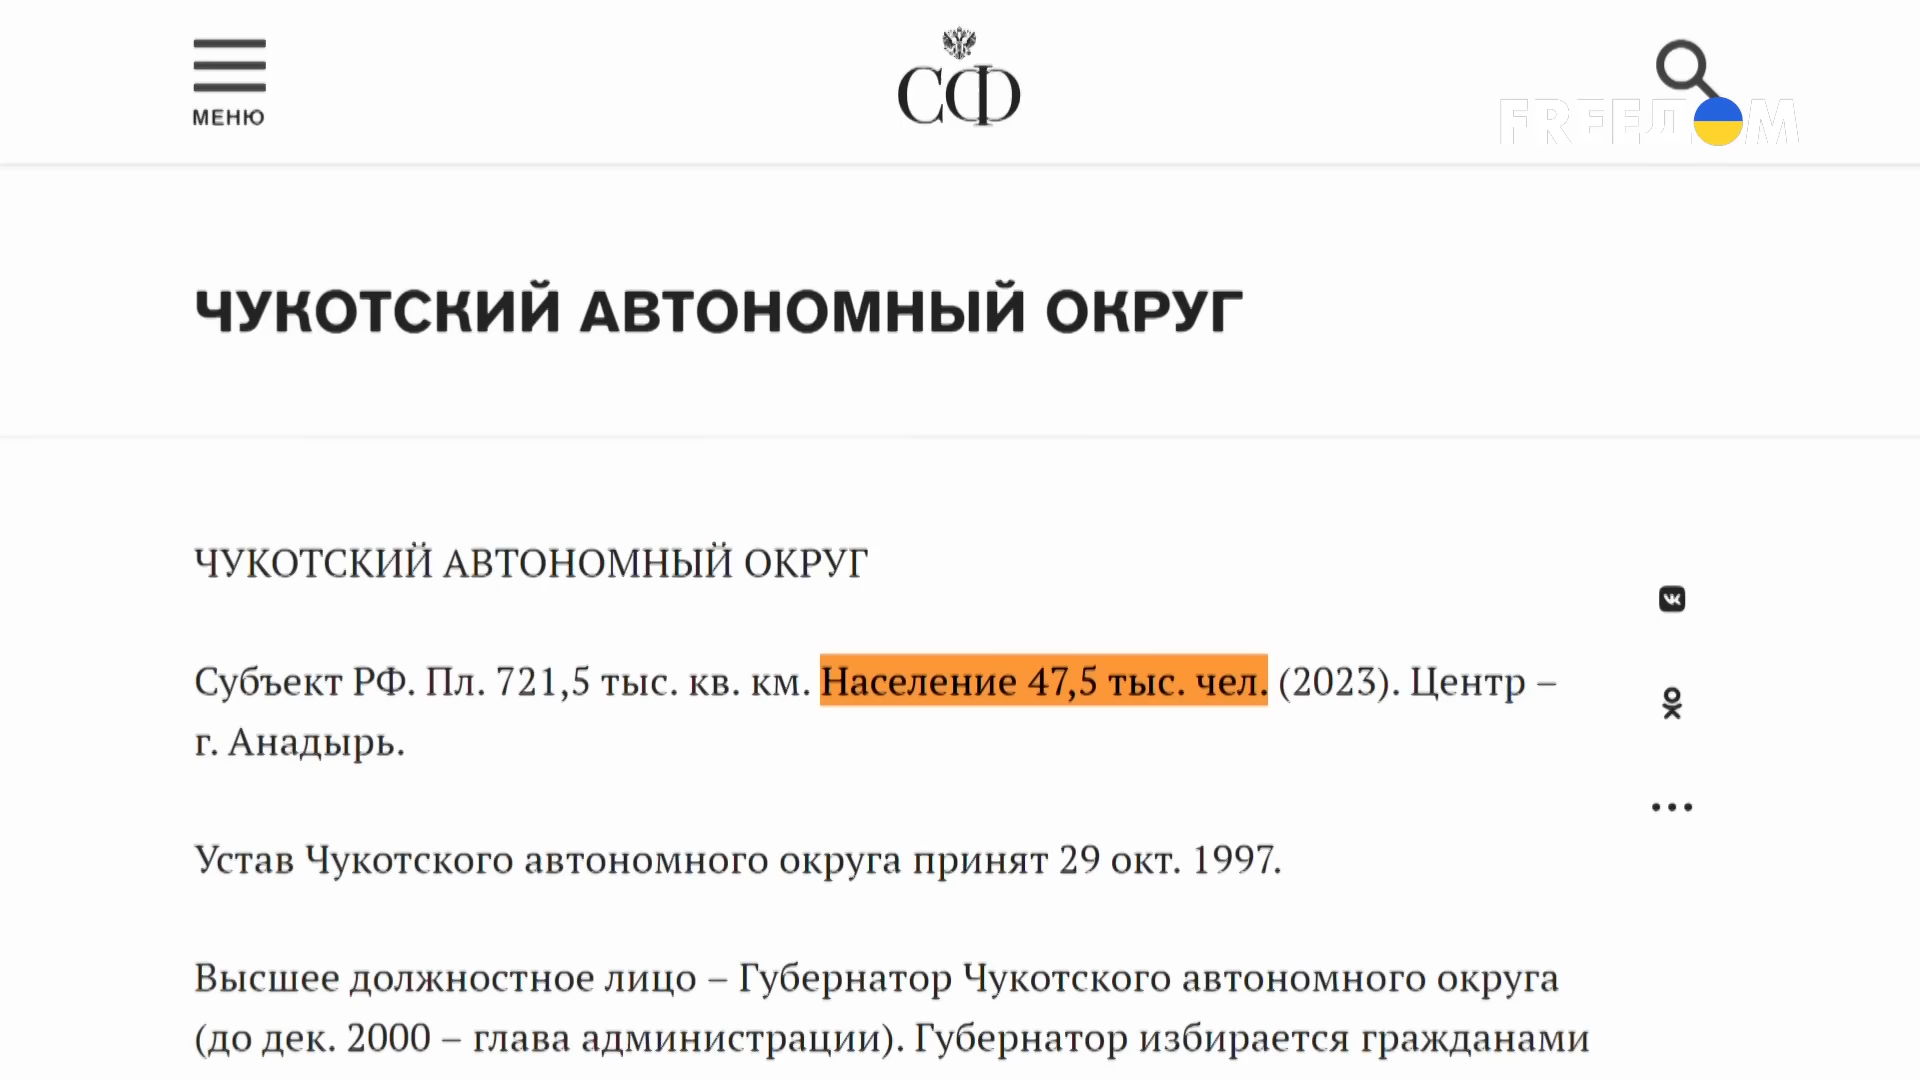 МЕНЮ
СФ
FREEДОМ
ЧУКОТСКИЙ АВТОНОМНЫЙ ОКРУГ
ЧУКОТСКИЙ АВТОНОМНЫЙ ОКРУГ
Субъект РФ. Пл. 721,5 тыс. кв. км. Население 47,5 тыс. чел. (2023). Центр –
г. Анадырь.
Устав Чукотского автономного округа принят 29 окт. 1997.
Высшее должностное лицо – Губернатор Чукотского автономного округа
(до дек. 2000 – глава администрации). Губернатор избирается гражданами